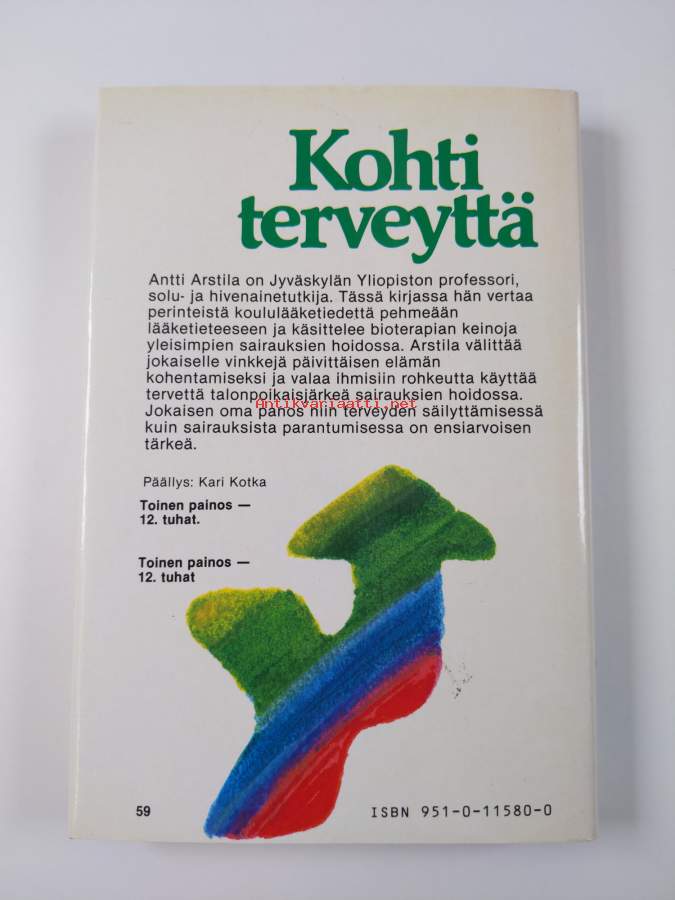 Kohti
terveyttä
Antti Arstila on Jyväskylän Yliopiston professori,
solu- ja hivenainetutkija. Tässä kirjassa hän vertaa
perinteistä koululääketiedettä pehmeään
lääketieteeseen ja käsittelee bioterapian keinoja
yleisimpien sairauksien hoidossa. Arstila välittää
jokaiselle vinkkejä päivittäisen elämän
kohentamiseksi ja valaa ihmisiin rohkeutta käyttää
tervettä talonpoikaisjärkeä sairauksien hoidossa.
Antikvariaatti.net
Jokaisen oma panos niin terveyden säilyttämisessä
kuin sairauksista parantumisessa on ensiarvoisen
tärkeä.
Päällys: Kari Kotka
Toinen painos —
12. tuhat.
Toinen painos —
12. tuhat
59
ISBN 951-0-11580-0